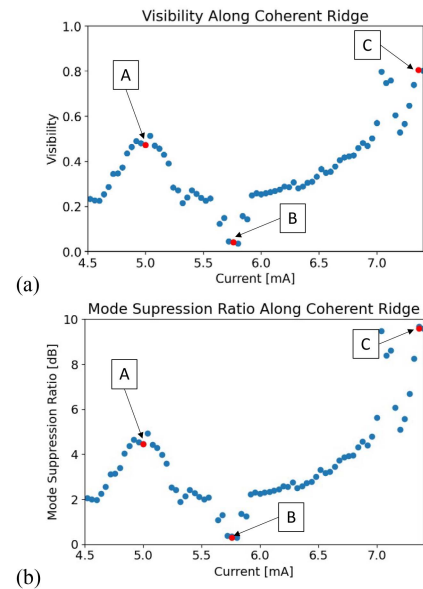 Visibility Along Coherent Ridge
1.0
0.8
0.6
0.4
0.2
0.0
Visibility
A
B
C
4.5 5.0 5.5 6.0 6.5 7.0
Current [mA]
(a)
Mode Supression Ratio Along Coherent Ridge
10
8
6
4
2
0
Mode Suppression Ratio [dB]
A
B
C
4.5 5.0 5.5 6.0 6.5 7.0
Current [mA]
(b)